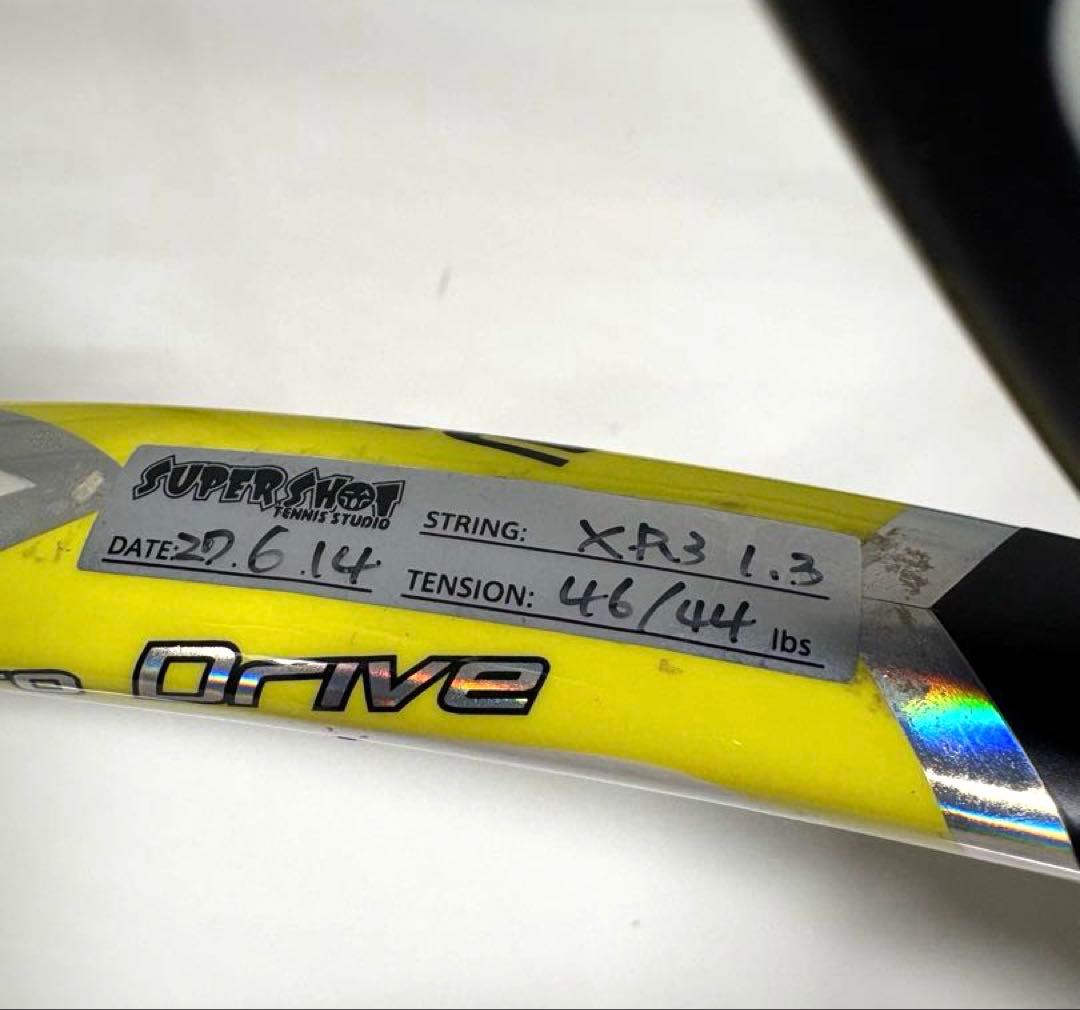 SUPER SHOT
TENNIS STUDIO
DATE: 27.6.14
STRING: XR3 1.3
TENSION: 46/44 lbs
Drive